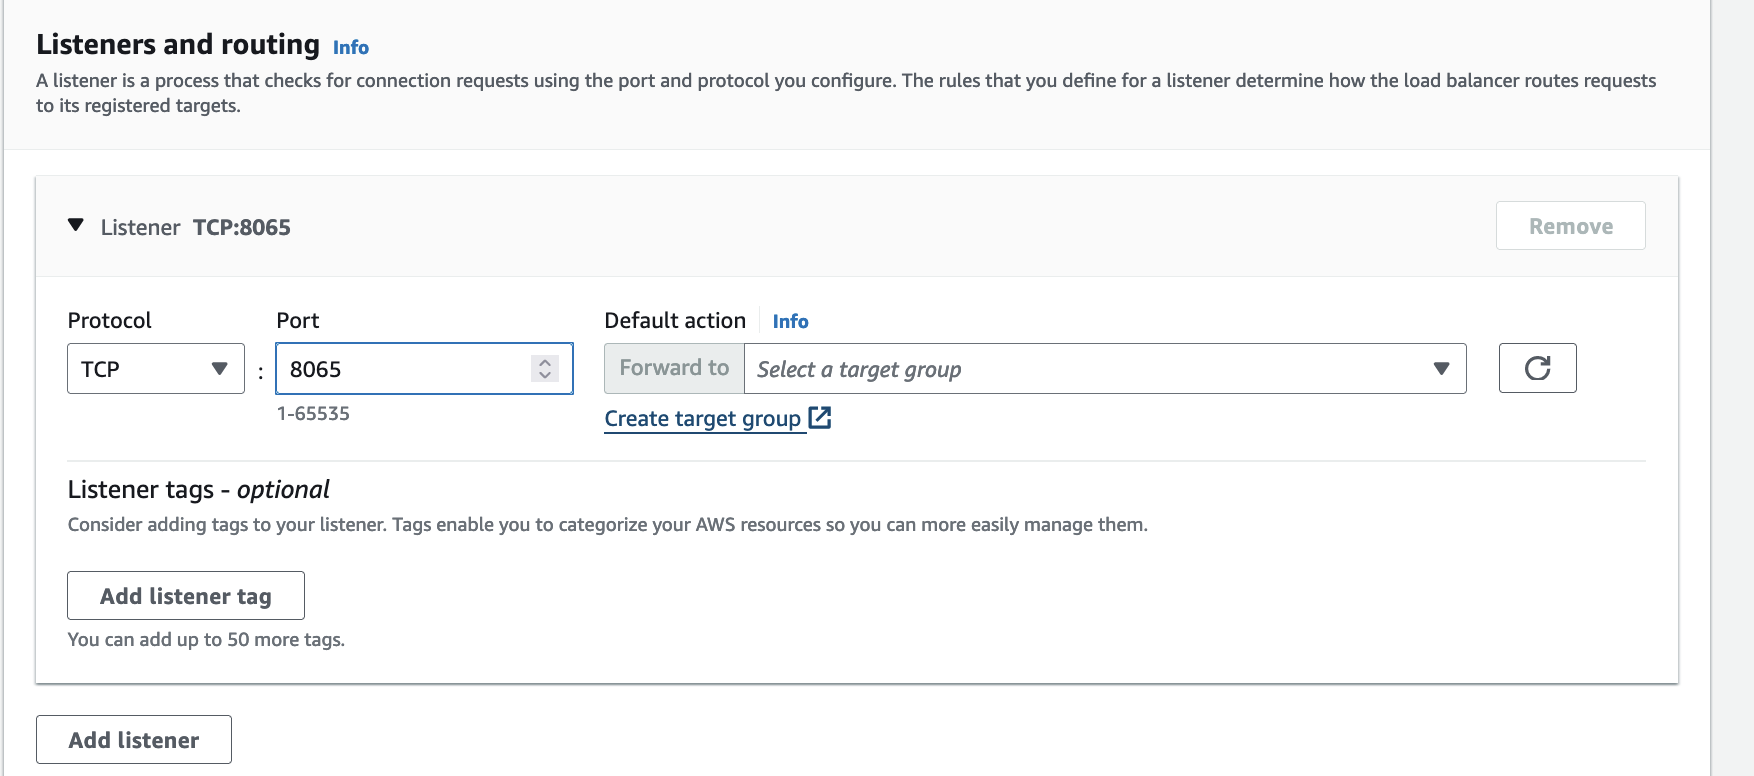 Listeners and routing Info
A listener is a process that checks for connection requests using the port and protocol you configure. The rules that you define for a listener determine how the load balancer routes requests
to its registered targets.
Listener TCP:8065
Remove
Protocol
Port
Default action Info
TCP
:
8065
Forward to
Select a target group
1-65535
Create target group
Listener tags - optional
Consider adding tags to your listener. Tags enable you to categorize your AWS resources so you can more easily manage them.
Add listener tag
You can add up to 50 more tags.
Add listener